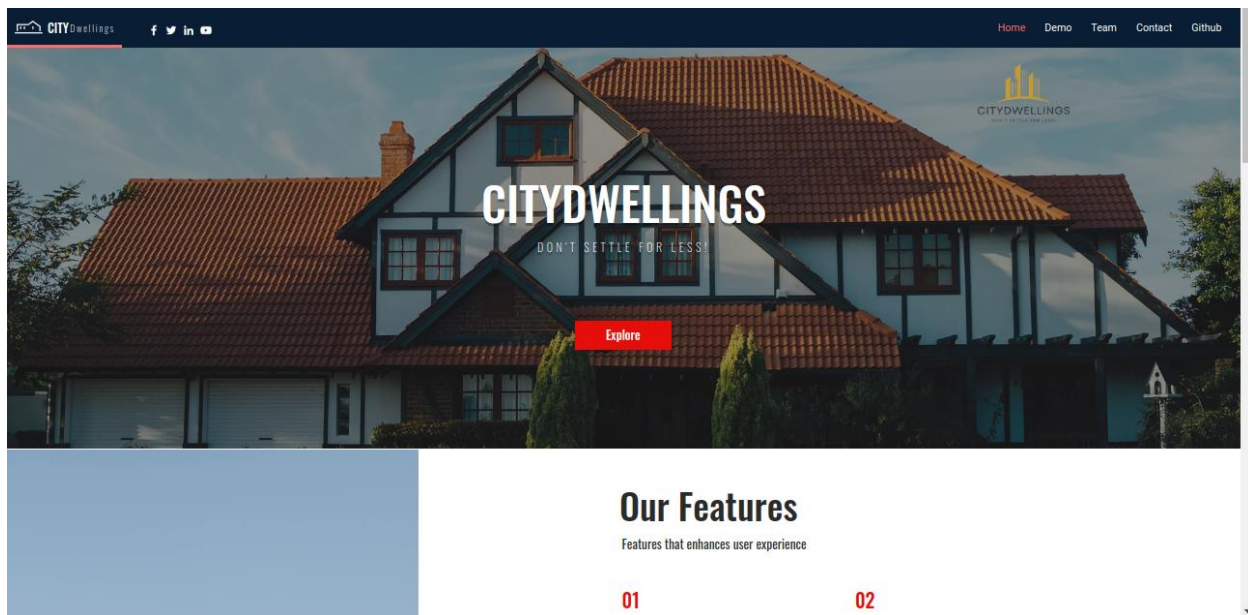 CITYDwellings
Home Demo Team Contact Github
CITYDWELLINGS
CITYDWELLINGS
DON'T SETTLE FOR LESS!
Explore
Our Features
Features that enhances user experience
01 02